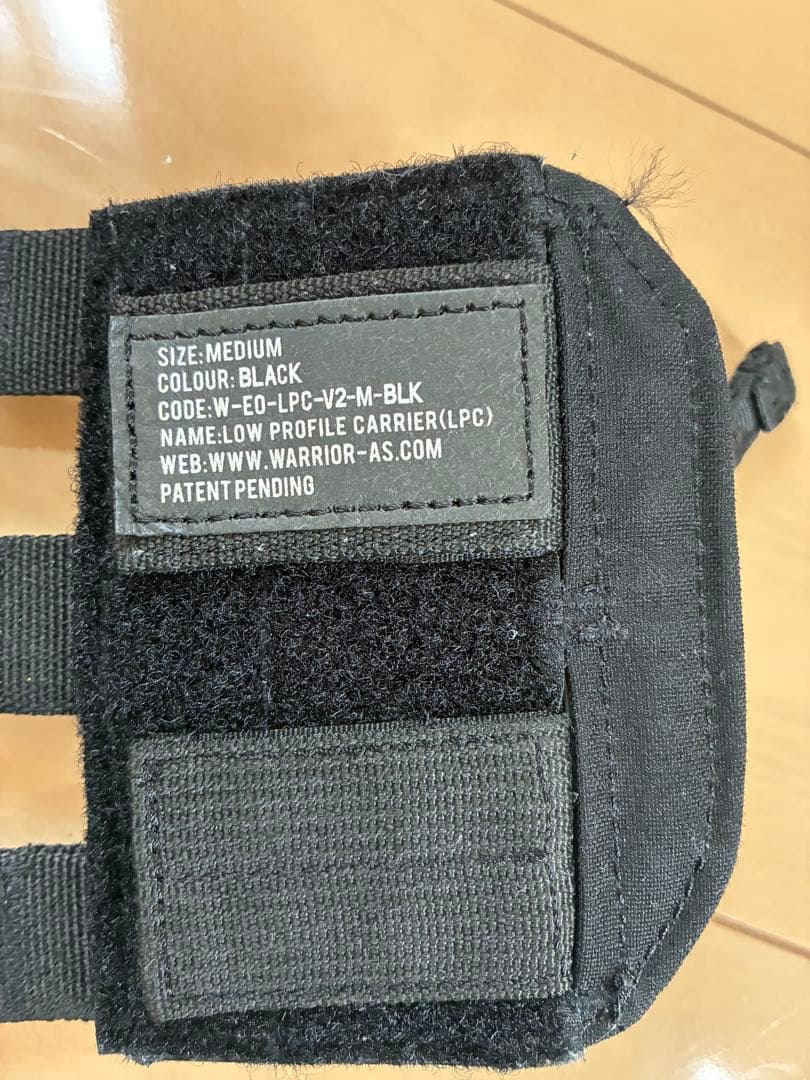 SIZE:MEDIUM
COLOUR:BLACK
CODE:W-EO-LPC-V2-M-BLK
NAME:LOW PROFILE CARRIER(LPC)
WEB:WWW.WARRIOR-AS.COM
PATENT PENDING